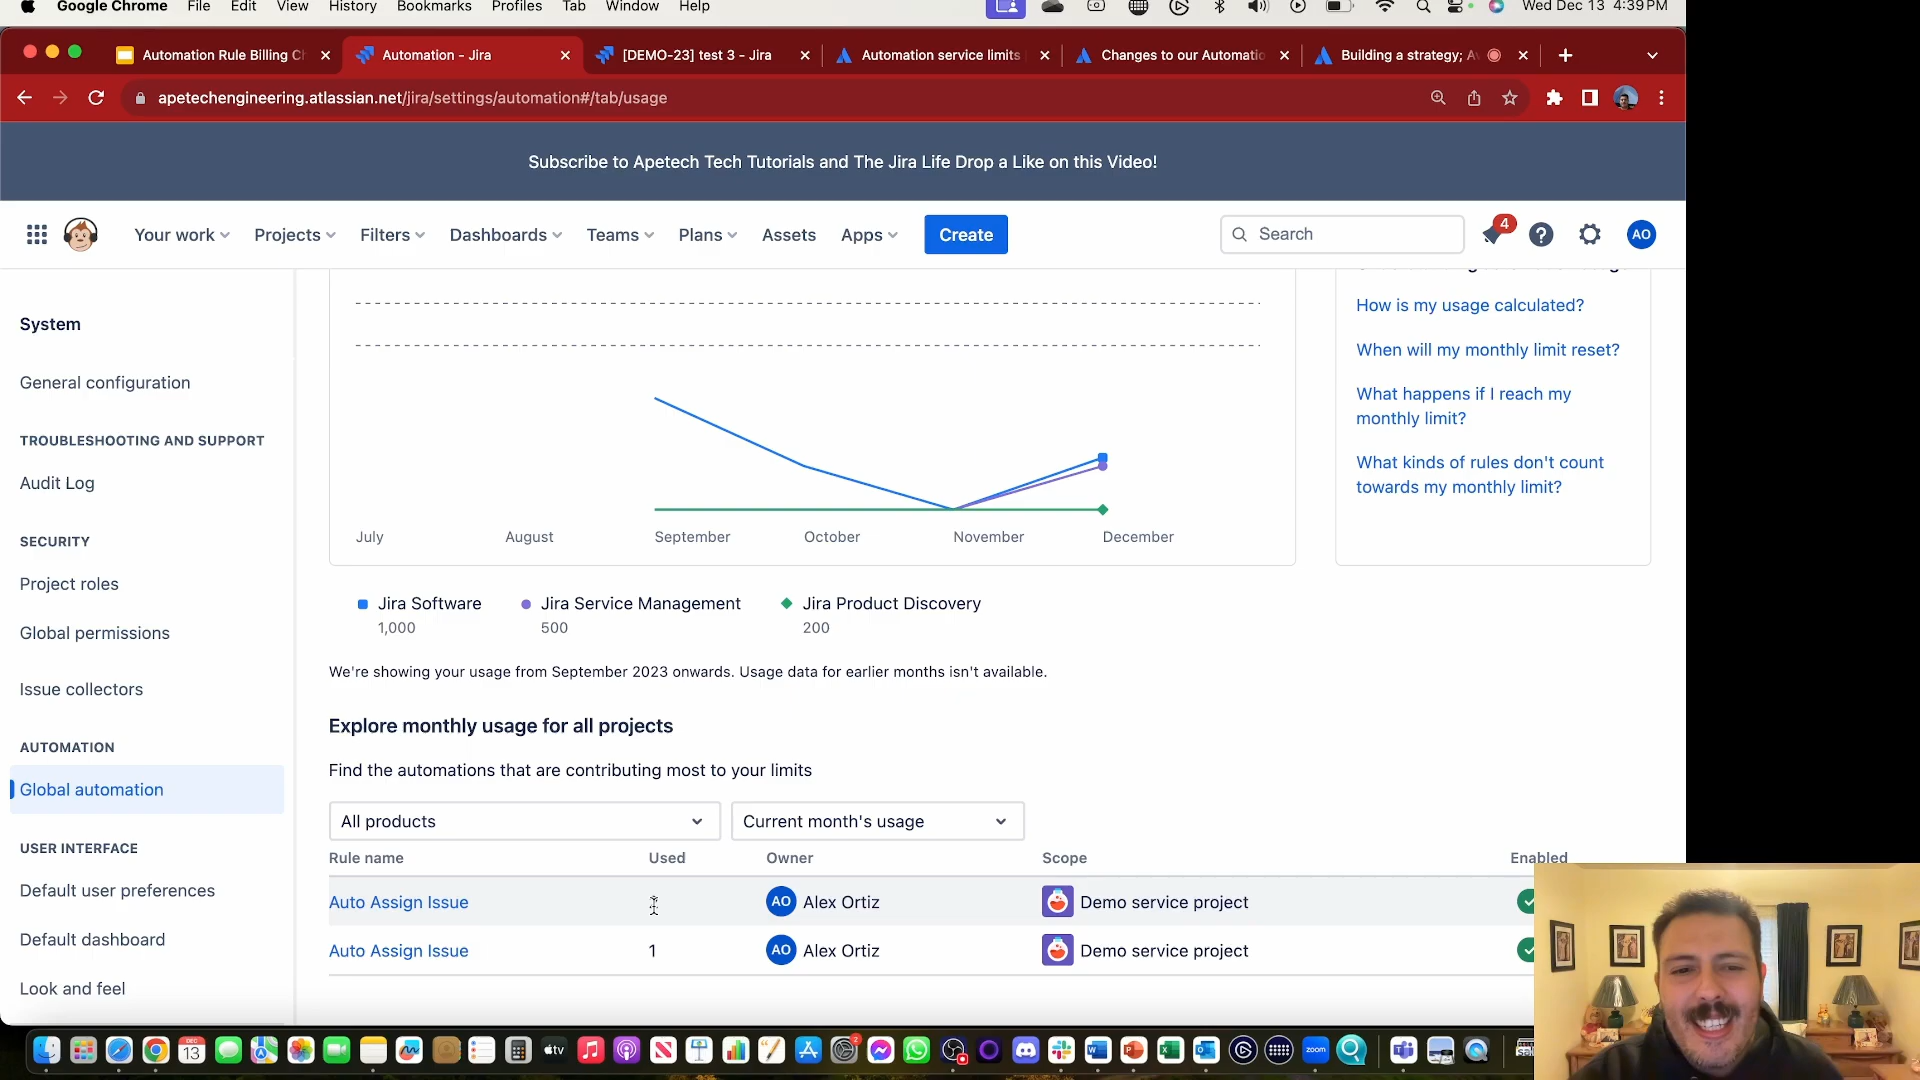 Google Chrome File Edit View History Bookmarks Profiles Tab Window Help Wed Dec 13 4:39 PM
Automation Rule Billing Automation - Jira [DEMO-23] test 3 - Jira Automation service limits Changes to our Automatio Building a strategy; A
apetechengineering.atlassian.net/jira/settings/automation#/tab/usage
Subscribe to Apetech Tech Tutorials and The Jira Life Drop a Like on this Video!
Your work Projects Filters Dashboards Teams Plans Assets Apps Create Search 4 AO
System
General configuration
TROUBLESHOOTING AND SUPPORT
Audit Log
SECURITY
Project roles
Global permissions
Issue collectors
AUTOMATION
Global automation
USER INTERFACE
Default user preferences
Default dashboard
Look and feel
July August September October November December
Jira Software Jira Service Management Jira Product Discovery
1,000 500 200
We're showing your usage from September 2023 onwards. Usage data for earlier months isn't available.
Explore monthly usage for all projects
Find the automations that are contributing most to your limits
All products Current month's usage
Rule name Used Owner Scope Enabled
Auto Assign Issue AO Alex Ortiz Demo service project
Auto Assign Issue 1 AO Alex Ortiz Demo service project
How is my usage calculated?
When will my monthly limit reset?
What happens if I reach my
monthly limit?
What kinds of rules don't count
towards my monthly limit?
DEC
13
tv
2
zoom